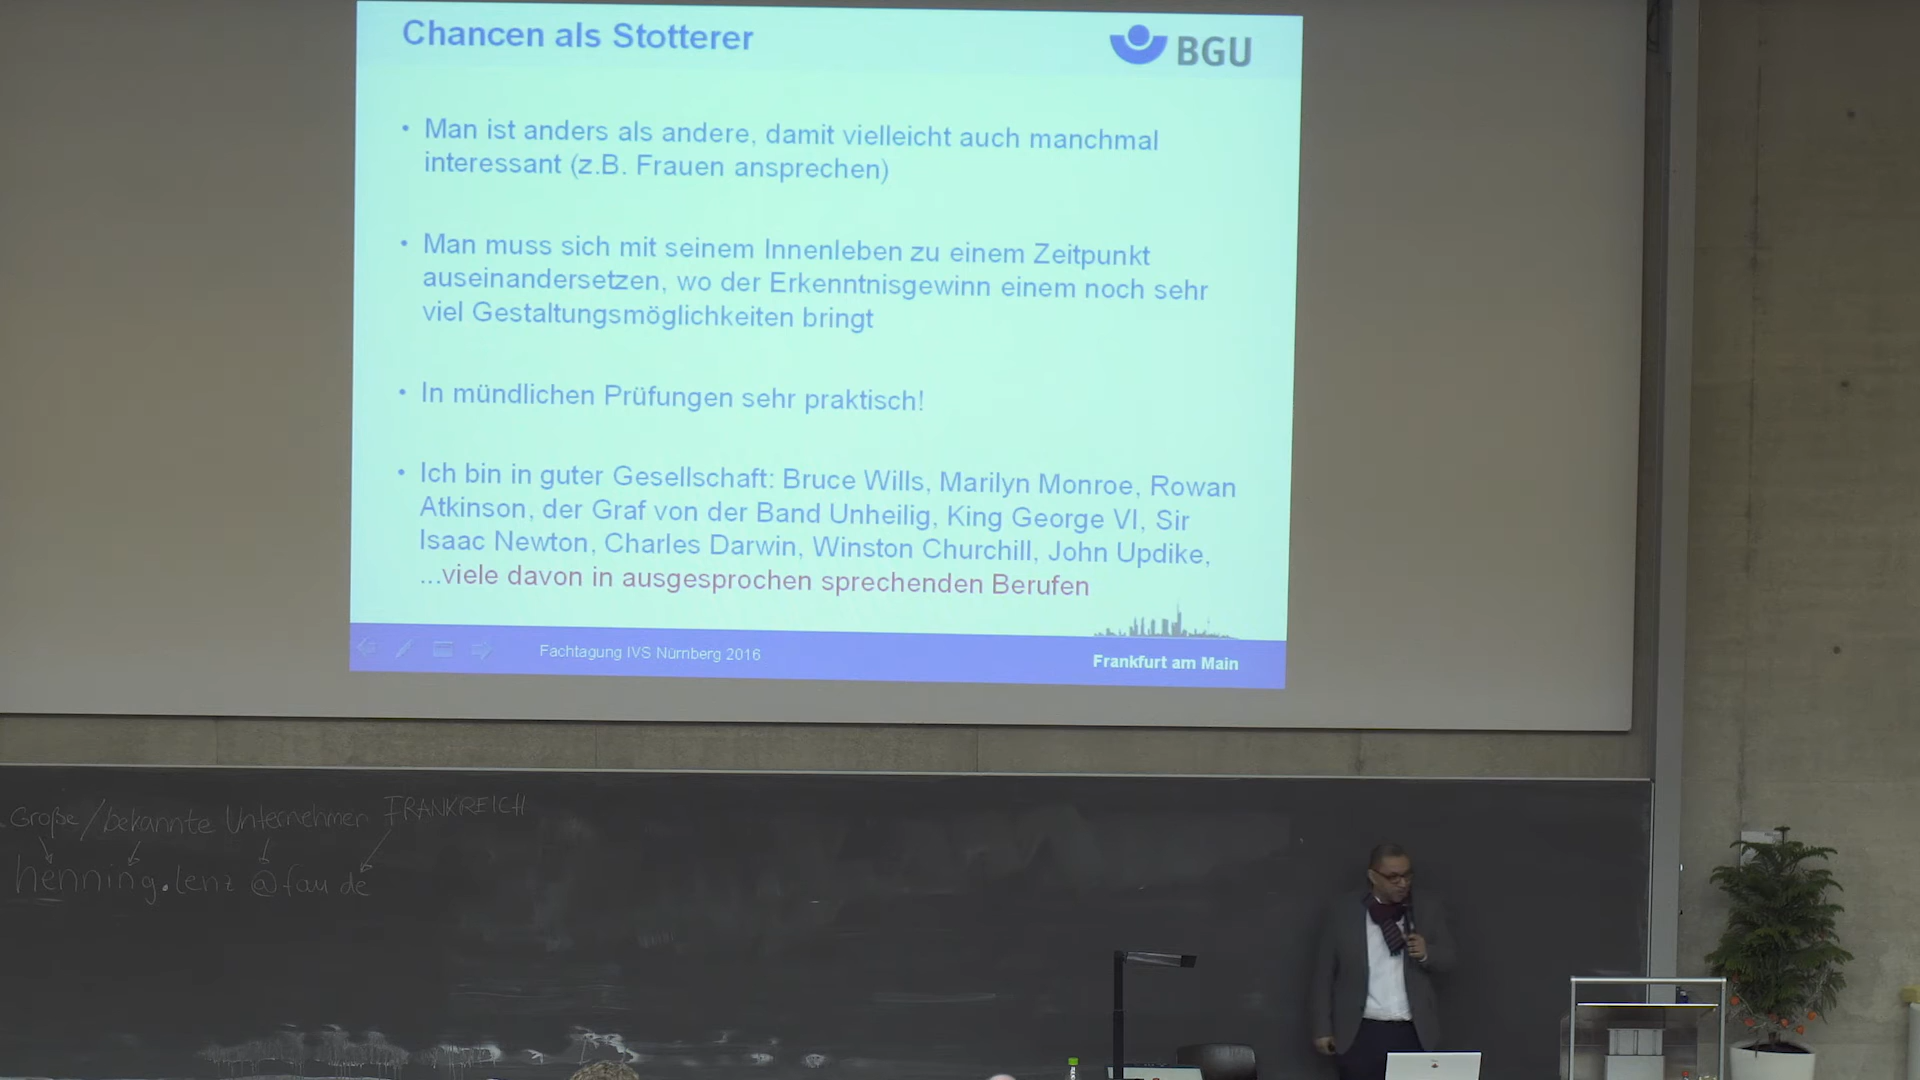 Chancen als Stotterer
BGU
• Man ist anders als andere, damit vielleicht auch manchmal
interessant (z.B. Frauen ansprechen)
• Man muss sich mit seinem Innenleben zu einem Zeitpunkt
auseinandersetzen, wo der Erkenntnisgewinn einem noch sehr
viel Gestaltungsmöglichkeiten bringt
• In mündlichen Prüfungen sehr praktisch!
• Ich bin in guter Gesellschaft: Bruce Wills, Marilyn Monroe, Rowan
Atkinson, der Graf von der Band Unheilig, King George VI, Sir
Isaac Newton, Charles Darwin, Winston Churchill, John Updike,
...viele davon in ausgesprochen sprechenden Berufen
Fachtagung IVS Nürnberg 2016
Frankfurt am Main
Große/bekannte Unternehmer FRANKREICH
henning.lenz @fau de